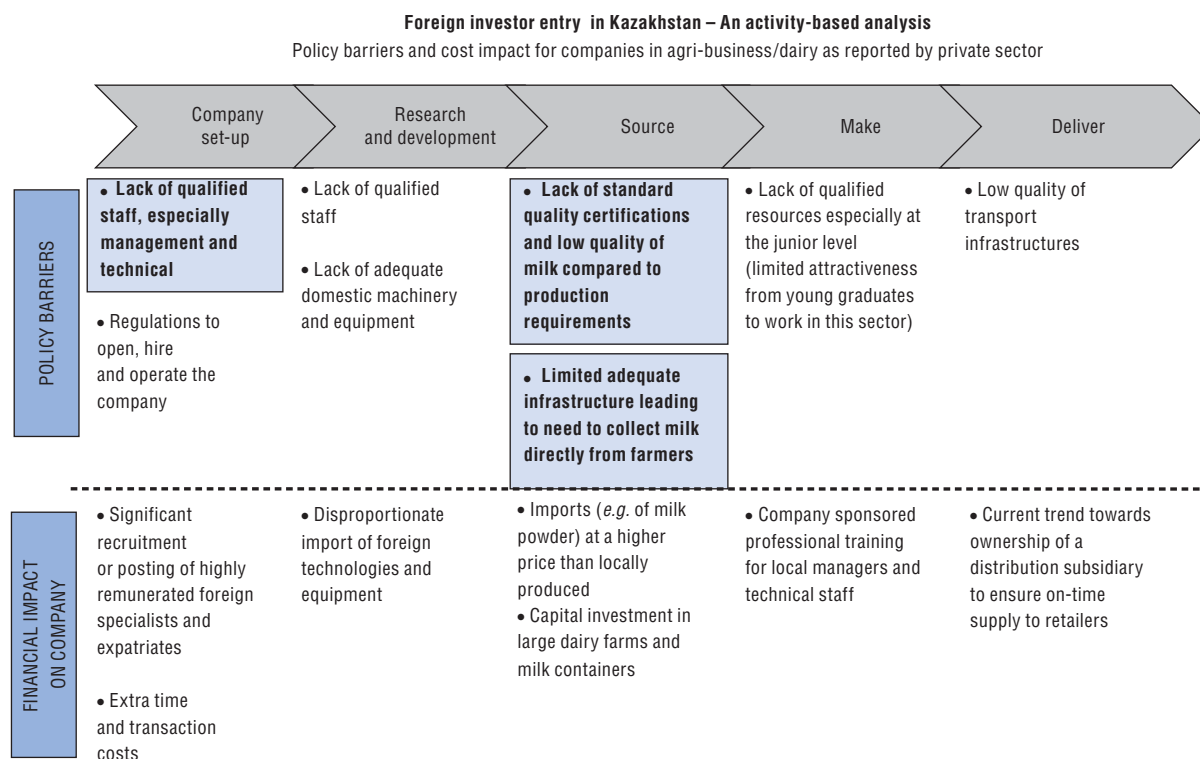 Foreign investor entry in Kazakhstan – An activity-based analysis
Policy barriers and cost impact for companies in agri-business/dairy as reported by private sector
Company
set-up
Research
and development
Source
Make
Deliver
POLICY BARRIERS
• Lack of qualified
staff, especially
management and
technical
• Regulations to
open, hire
and operate the
company
• Lack of qualified
staff
• Lack of adequate
domestic machinery
and equipment
• Lack of standard
quality certifications
and low quality of
milk compared to
production
requirements
• Limited adequate
infrastructure leading
to need to collect milk
directly from farmers
• Lack of qualified
resources especially at
the junior level
(limited attractiveness
from young graduates
to work in this sector)
• Low quality of
transport
infrastructures
FINANCIAL IMPACT
ON COMPANY
• Significant
recruitment
or posting of highly
remunerated foreign
specialists and
expatriates
• Extra time
and transaction
costs
• Disproportionate
import of foreign
technologies and
equipment
• Imports (e.g. of milk
powder) at a higher
price than locally
produced
• Capital investment in
large dairy farms and
milk containers
• Company sponsored
professional training
for local managers and
technical staff
• Current trend towards
ownership of a
distribution subsidiary
to ensure on-time
supply to retailers